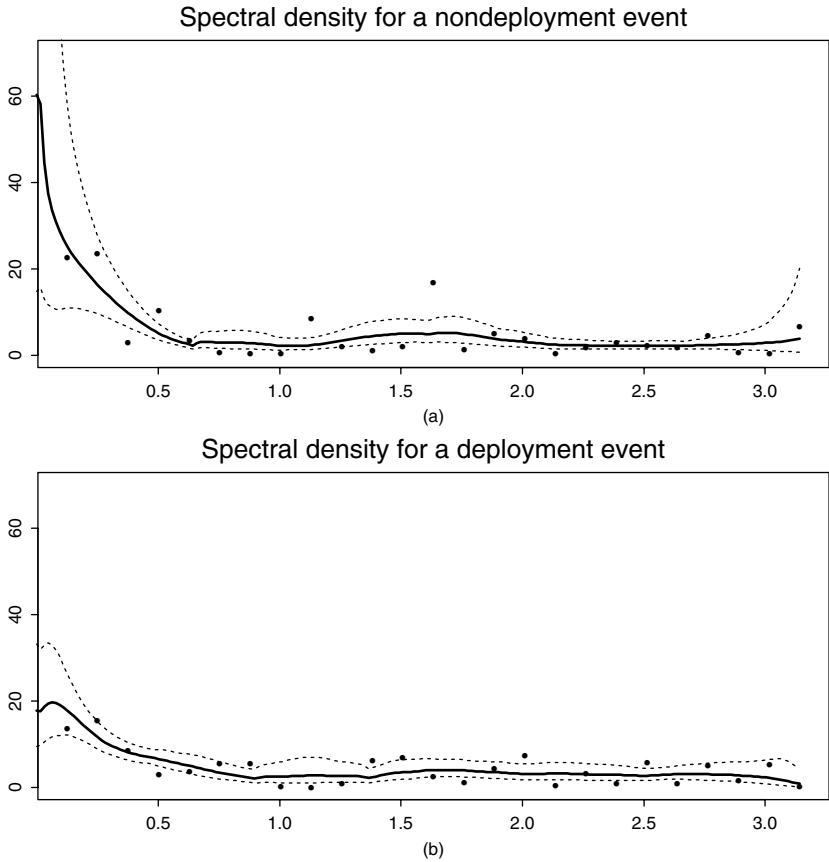 Spectral density for a nondeployment event
60
40
20
0
0.5 1.0 1.5 2.0 2.5 3.0
(a)
Spectral density for a deployment event
60
40
20
0
0.5 1.0 1.5 2.0 2.5 3.0
(b)